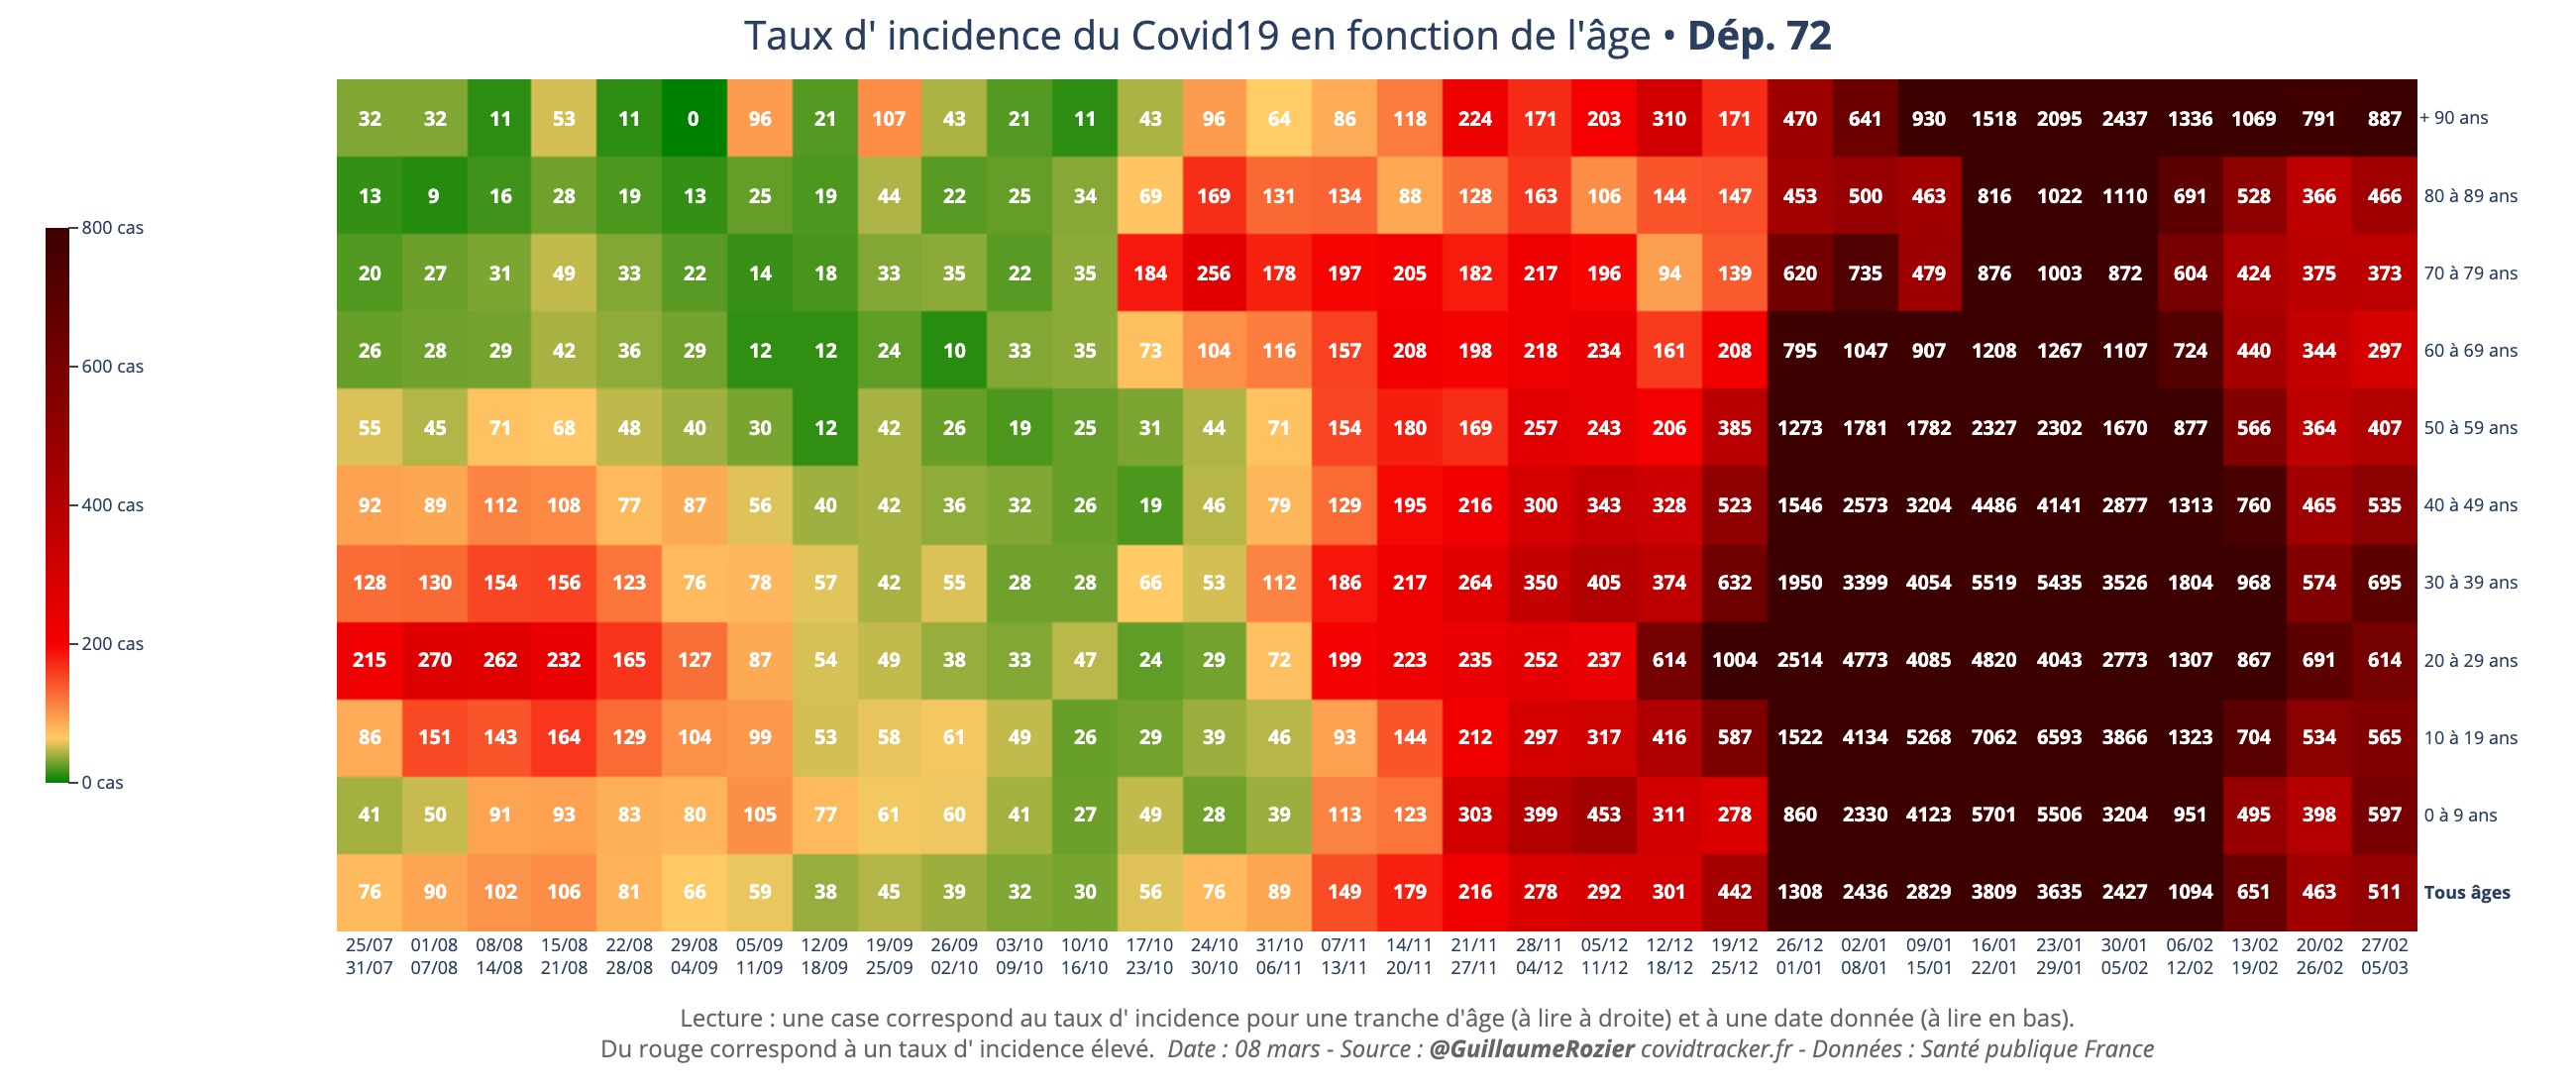 Taux d' incidence du Covid19 en fonction de l'âge • Dép. 72
800 cas
600 cas
400 cas
200 cas
0 cas
32 32 11 53 11 0 96 21 107 43 21 11 43 96 64 86 118 224 171 203 310 171 470 641 930 1518 2095 2437 1336 1069 791 887 + 90 ans
13 9 16 28 19 13 25 19 44 22 25 34 69 169 131 134 88 128 163 106 144 147 453 500 463 816 1022 1110 691 528 366 466 80 à 89 ans
20 27 31 49 33 22 14 18 33 35 22 35 184 256 178 197 205 182 217 196 94 139 620 735 479 876 1003 872 604 424 375 373 70 à 79 ans
26 28 29 42 36 29 12 12 24 10 33 35 73 104 116 157 208 198 218 234 161 208 795 1047 907 1208 1267 1107 724 440 344 297 60 à 69 ans
55 45 71 68 48 40 30 12 42 26 19 25 31 44 71 154 180 169 257 243 206 385 1273 1781 1782 2327 2302 1670 877 566 364 407 50 à 59 ans
92 89 112 108 77 87 56 40 42 36 32 26 19 46 79 129 195 216 300 343 328 523 1546 2573 3204 4486 4141 2877 1313 760 465 535 40 à 49 ans
128 130 154 156 123 76 78 57 42 55 28 28 66 53 112 186 217 264 350 405 374 632 1950 3399 4054 5519 5435 3526 1804 968 574 695 30 à 39 ans
215 270 262 232 165 127 87 54 49 38 33 47 24 29 72 199 223 235 252 237 614 1004 2514 4773 4085 4820 4043 2773 1307 867 691 614 20 à 29 ans
86 151 143 164 129 104 99 53 58 61 49 26 29 39 46 93 144 212 297 317 416 587 1522 4134 5268 7062 6593 3866 1323 704 534 565 10 à 19 ans
41 50 91 93 83 80 105 77 61 60 41 27 49 28 39 113 123 303 399 453 311 278 860 2330 4123 5701 5506 3204 951 495 398 597 0 à 9 ans
76 90 102 106 81 66 59 38 45 39 32 30 56 76 89 149 179 216 278 292 301 442 1308 2436 2829 3809 3635 2427 1094 651 463 511 Tous âges
25/07 01/08 08/08 15/08 22/08 29/08 05/09 12/09 19/09 26/09 03/10 10/10 17/10 24/10 31/10 07/11 14/11 21/11 28/11 05/12 12/12 19/12 26/12 02/01 09/01 16/01 23/01 30/01 06/02 13/02 20/02 27/02
31/07 07/08 14/08 21/08 28/08 04/09 11/09 18/09 25/09 02/10 09/10 16/10 23/10 30/10 06/11 13/11 20/11 27/11 04/12 11/12 18/12 25/12 01/01 08/01 15/01 22/01 29/01 05/02 12/02 19/02 26/02 05/03
Lecture : une case correspond au taux d' incidence pour une tranche d'âge (à lire à droite) et à une date donnée (à lire en bas).
Du rouge correspond à un taux d' incidence élevé. Date : 08 mars - Source : @GuillaumeRozier covidtracker.fr - Données : Santé publique France